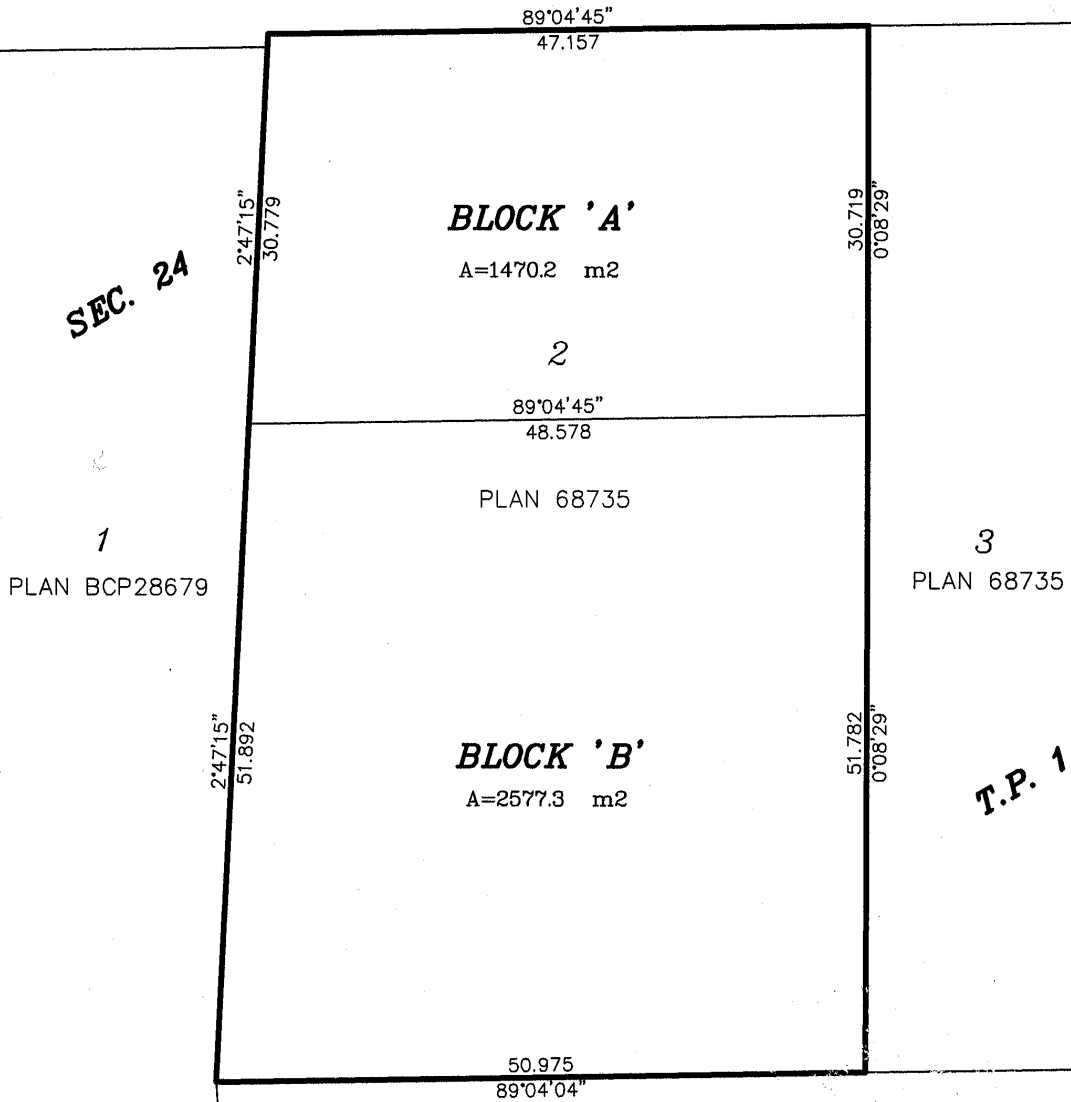 89°04'45"
47.157
2°47'15"
30.779
BLOCK 'A'
A=1470.2 m2
30.719
0°08'29"
SEC. 24
2
89°04'45"
48.578
PLAN 68735
1
PLAN BCP28679
3
PLAN 68735
2°47'15"
51.892
BLOCK 'B'
A=2577.3 m2
51.782
0°08'29"
T.P. 1
50.975
89°04'04"